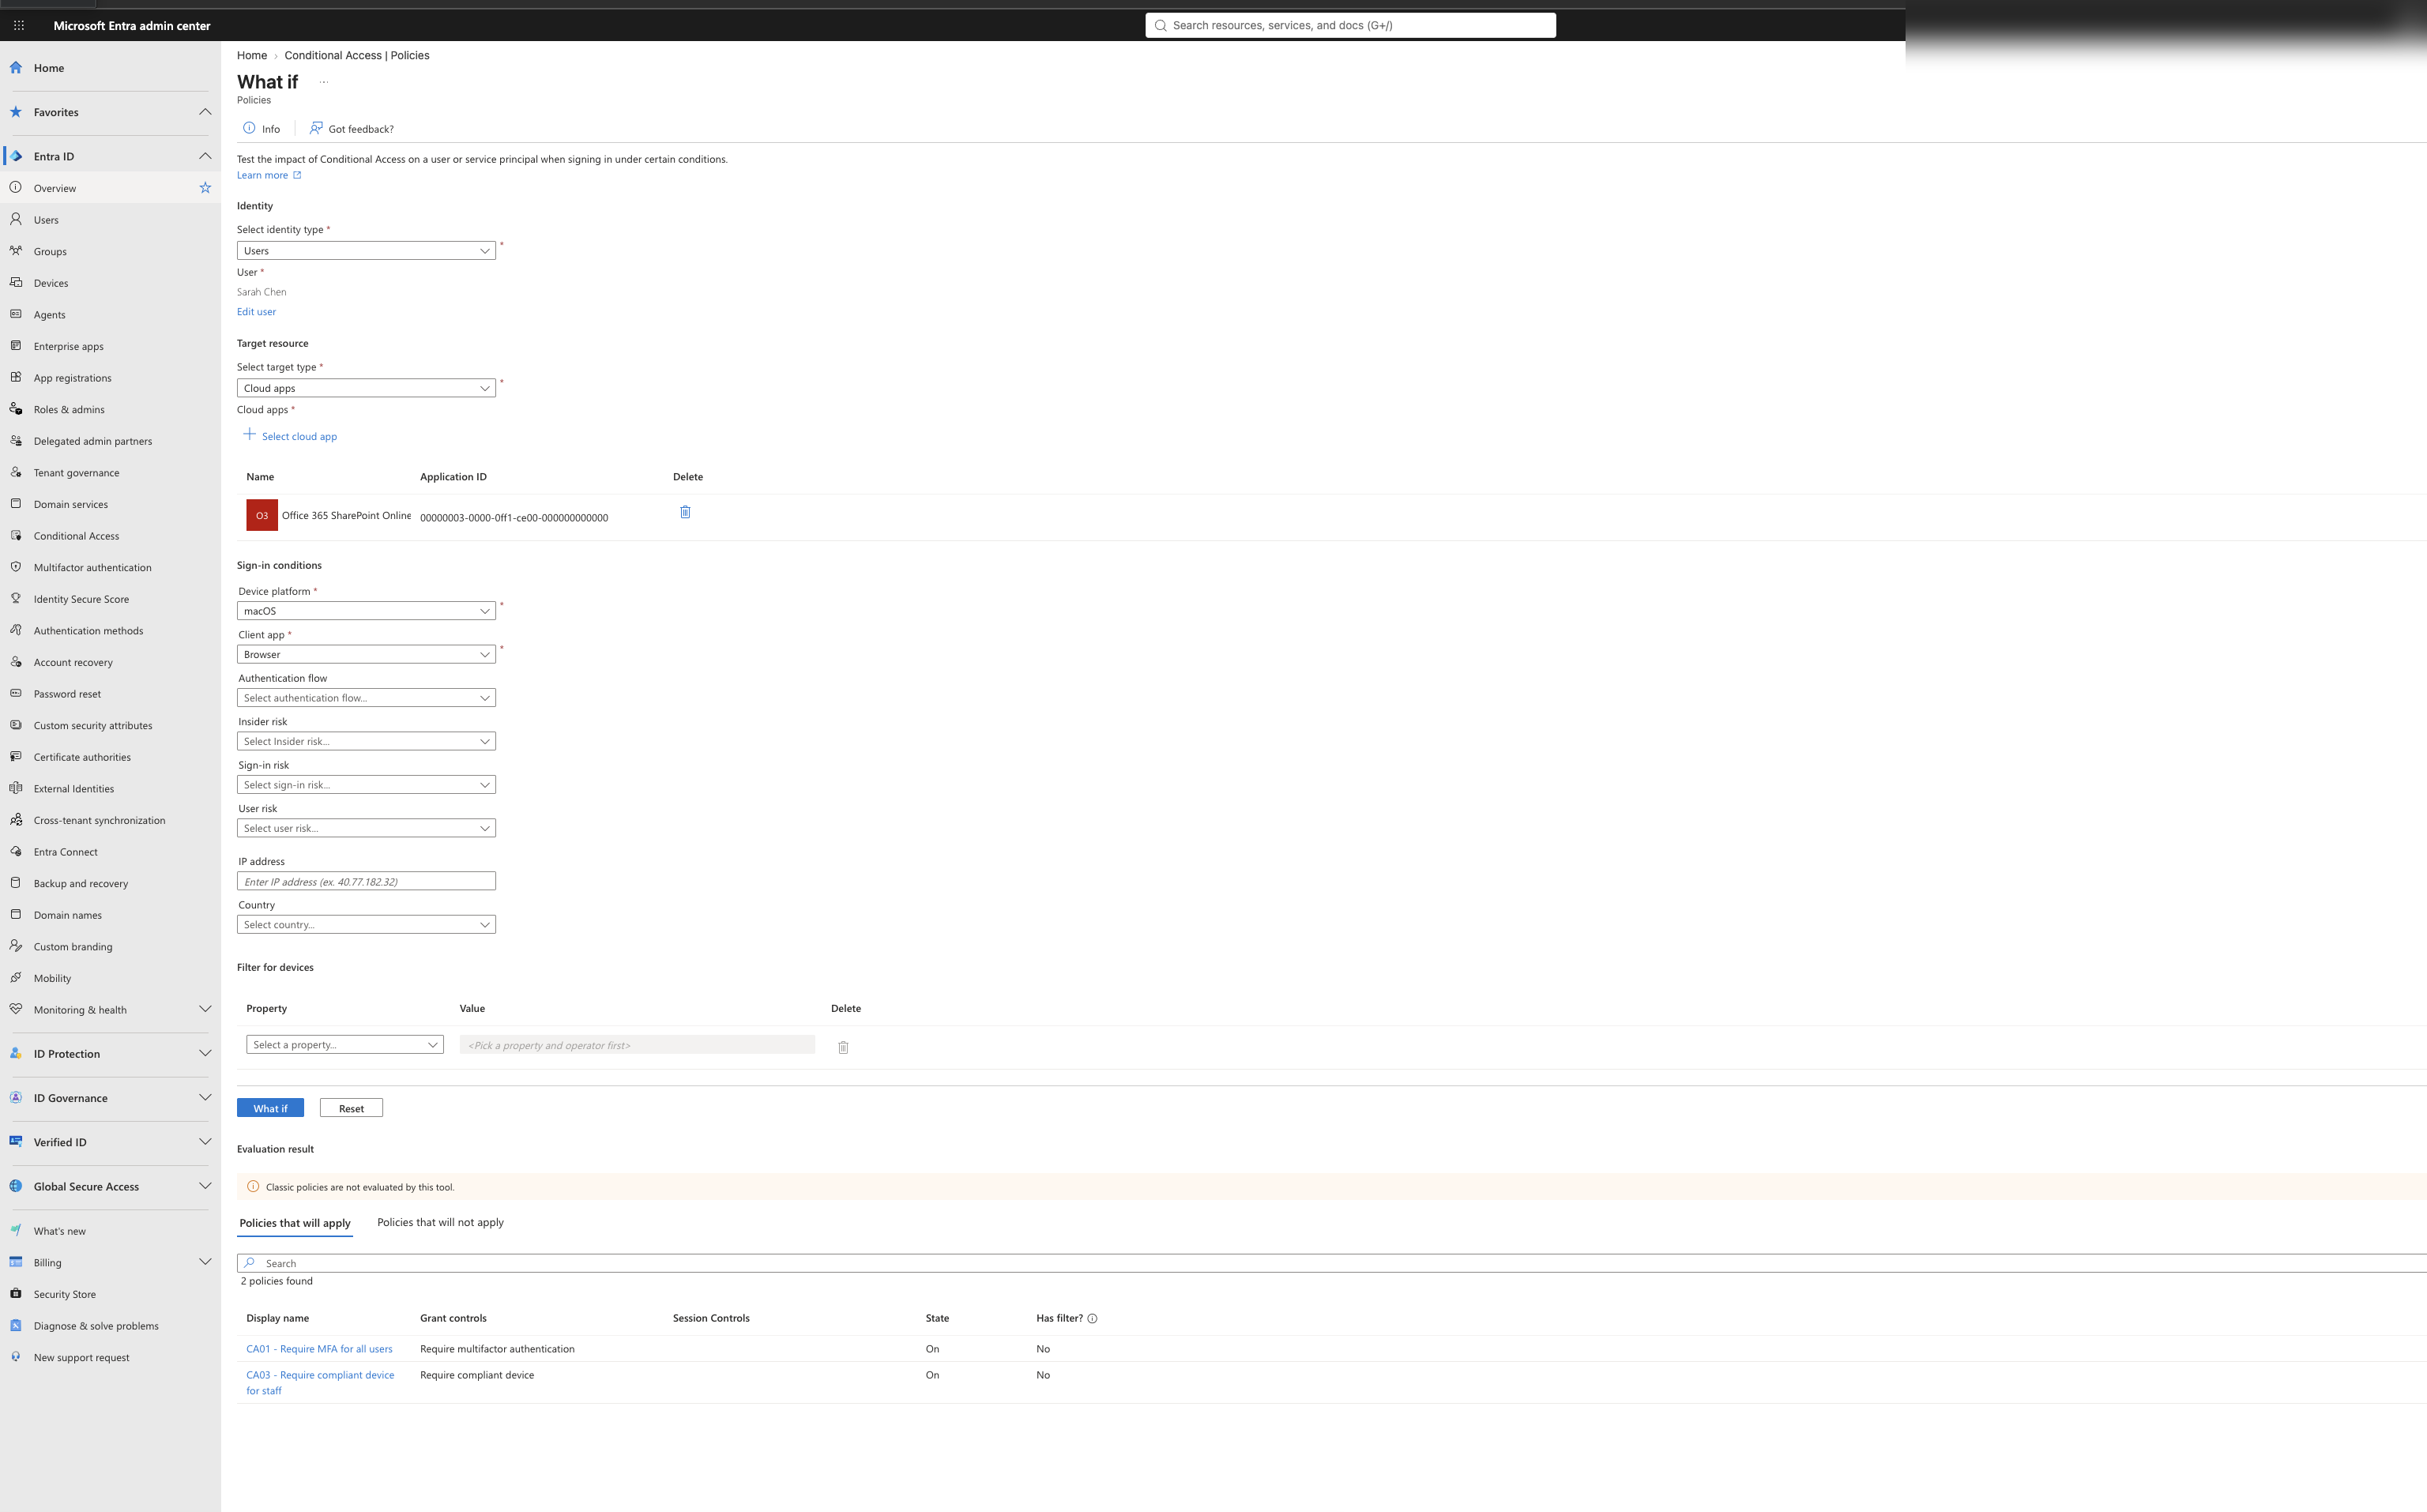 Microsoft Entra admin center
Search resources, services, and docs (G+/)
Home
Favorites
Entra ID
Overview
Users
Groups
Devices
Agents
Enterprise apps
App registrations
Roles & admins
Delegated admin partners
Tenant governance
Domain services
Conditional Access
Multifactor authentication
Identity Secure Score
Authentication methods
Account recovery
Password reset
Custom security attributes
Certificate authorities
External Identities
Cross-tenant synchronization
Entra Connect
Backup and recovery
Domain names
Custom branding
Mobility
Monitoring & health
ID Protection
ID Governance
Verified ID
Global Secure Access
What's new
Billing
Security Store
Diagnose & solve problems
New support request
Home > Conditional Access | Policies
What if ...
Policies
Info Got feedback?
Test the impact of Conditional Access on a user or service principal when signing in under certain conditions.
Learn more
Identity
Select identity type *
Users *
User *
Sarah Chen
Edit user
Target resource
Select target type *
Cloud apps *
Cloud apps *
Select cloud app
Name Application ID Delete
O3 Office 365 SharePoint Online 00000003-0000-0ff1-ce00-000000000000
Sign-in conditions
Device platform *
macOS *
Client app *
Browser *
Authentication flow
Select authentication flow...
Insider risk
Select Insider risk...
Sign-in risk
Select sign-in risk...
User risk
Select user risk...
IP address
Enter IP address (ex. 40.77.182.32)
Country
Select country...
Filter for devices
Property Value Delete
Select a property... <Pick a property and operator first>
What if Reset
Evaluation result
Classic policies are not evaluated by this tool.
Policies that will apply Policies that will not apply
Search
2 policies found
Display name Grant controls Session Controls State Has filter?
CA01 - Require MFA for all users Require multifactor authentication On No
CA03 - Require compliant device Require compliant device On No
for staff